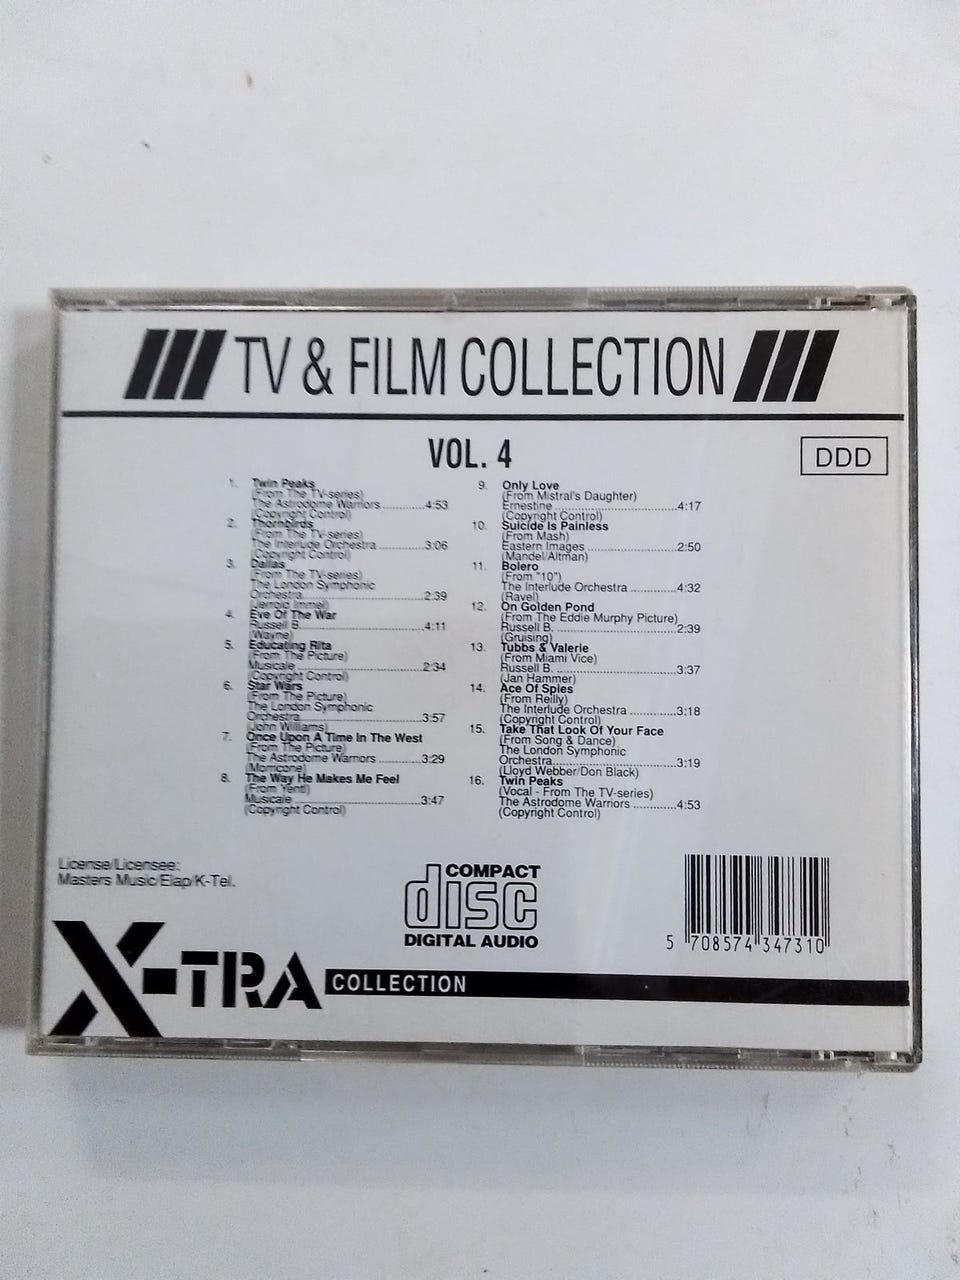 TV & FILM COLLECTION
VOL. 4
DDD
1. Twin Peaks
(From The TV-series)
The Astrodome Warriors..........4:53
(Copyright Control)
2. Thornbirds
(From The TV-series)
The Interlude Orchestra..........3:06
(Copyright Control)
3. Dallas
(From The TV-series)
The London Symphonic
Orchestra..........2:39
(Jerrold Immel)
4. Eve Of The War
Russell B...........4:11
(Wayne)
5. Educating Rita
(From The Picture)
Musicale..........2:34
(Copyright Control)
6. Star Wars
(From The Picture)
The London Symphonic
Orchestra..........3:57
(John Williams)
7. Once Upon A Time In The West
(From The Picture)
The Astrodome Warriors..........3:29
(Morricone)
8. The Way He Makes Me Feel
(From Yentl)
Musicale..........3:47
(Copyright Control)
9. Only Love
(From Mistral's Daughter)
Ernestine..........4:17
(Copyright Control)
10. Suicide Is Painless
(From Mash)
Eastern Images..........2:50
(Mandel/Altman)
11. Bolero
(From "10")
The Interlude Orchestra..........4:32
(Ravel)
12. On Golden Pond
(From The Eddie Murphy Picture)
Russell B. ..........2:39
(Gruising)
13. Tubbs & Valerie
(From Miami Vice)
Russell B. ..........3:37
(Jan Hammer)
14. Ace Of Spies
(From Reilly)
The Interlude Orchestra..........3:18
(Copyright Control)
15. Take That Look Of Your Face
(From Song & Dance)
The London Symphonic
Orchestra..........3:19
(Lloyd Webber/Don Black)
16. Twin Peaks
(Vocal - From The TV-series)
The Astrodome Warriors..........4:53
(Copyright Control)
License/Licensee:
Masters Music/Elap/K-Tel.
COMPACT
disc
DIGITAL AUDIO
5 708574 347310
X-TRA COLLECTION